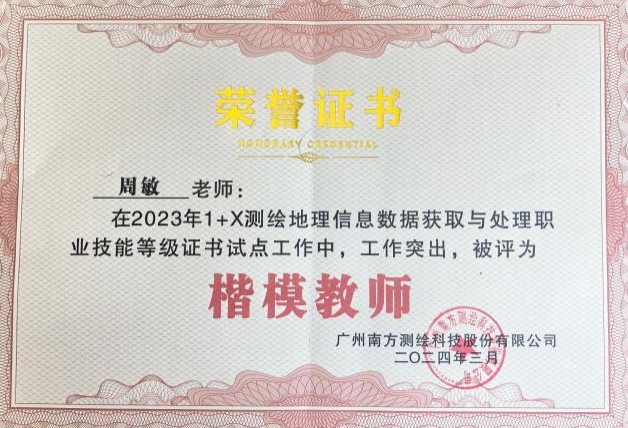 荣誉证书
HONORARY CREDENTIAL
周敏 老师：
在2023年1+X测绘地理信息数据获取与处理职
业技能等级证书试点工作中，工作突出，被评为
楷模教师
广州南方测绘科技股份有限公司
二〇二四年三月